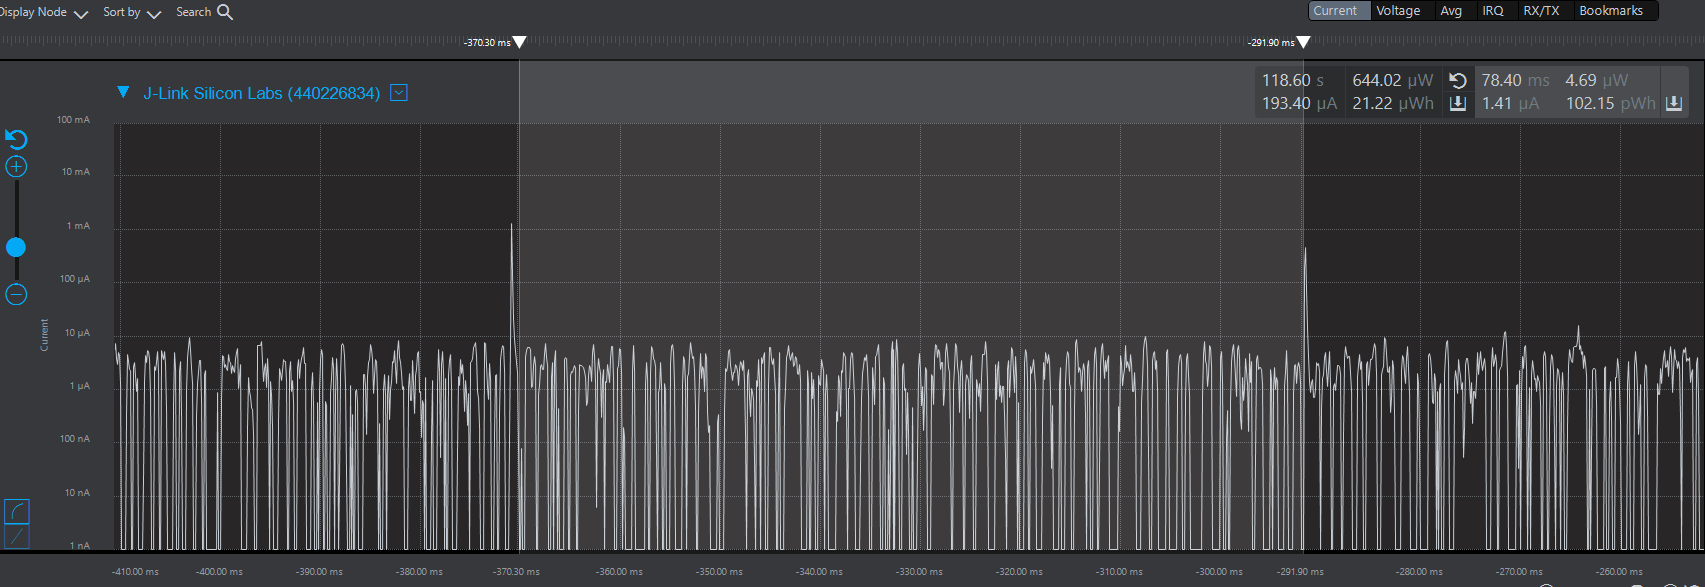 Display Node Sort by Search Current Voltage Avg IRQ RX/TX Bookmarks
-370.30 ms -291.90 ms
J-Link Silicon Labs (440226834)
118.60 s 644.02 µW 78.40 ms 4.69 µW
193.40 µA 21.22 µWh 1.41 µA 102.15 pWh
100 mA
10 mA
1 mA
100 µA
10 µA
1 µA
100 nA
10 nA
1 nA
Current
-410.00 ms -400.00 ms -390.00 ms -380.00 ms -370.30 ms -360.00 ms -350.00 ms -340.00 ms -330.00 ms -320.00 ms -310.00 ms -300.00 ms -291.90 ms -280.00 ms -270.00 ms -260.00 ms